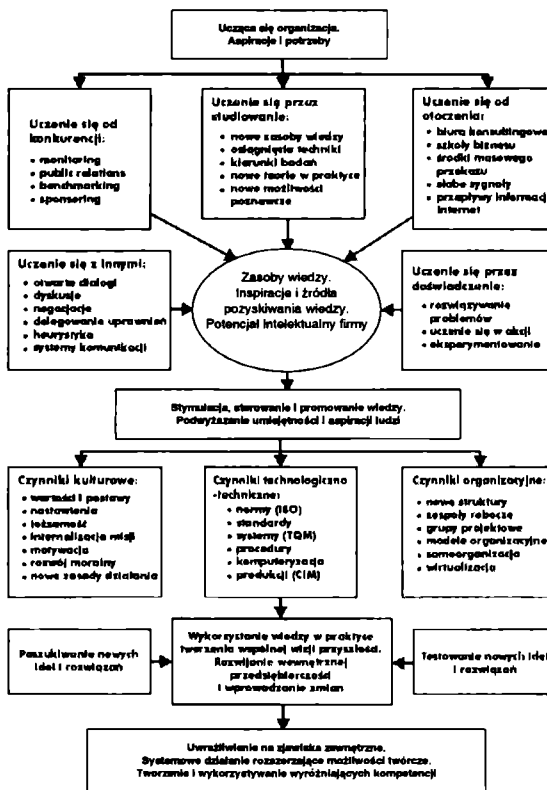 Ucząca się organizacja.
Aspiracje i potrzeby
Uczenie się od
konkurencji:
• monitoring
• public relations
• benchmarking
• sponsering
Uczenie się przez
studiowanie:
• nowe zasoby wiedzy
• osiągnięcie techniki
• kierunki badań
• nowe teorie w praktyce
• nowe możliwości
poznawcze
Uczenie się od
otoczenia:
• biura konsultingowe
• szkoły biznesu
• środki masowego
przekazu
• słabe sygnały
• przepływy informacji
Internet
Uczenie się z innymi:
• otwarte dialogi
• dyskusje
• negocjacje
• delegowanie uprawnień
• heurystyka
• systemy komunikacji
Zasoby wiedzy.
Inspiracje i źródła
pozyskiwania wiedzy.
Potencjał intelektualny firmy
Uczenie się przez
doświadczenie:
• rozwiązywanie
problemów
• uczenie się w akcji
• eksperymentowanie
Stymulacja, sterowanie i promowanie wiedzy.
Podwyższanie umiejętności i aspiracji ludzi
Czynniki kulturowe:
• wartości i postawy
• nastawienia
• tożsamość
• internalizacja misji
• motywacja
• rozwój moralny
• nowe zasady działania
Czynniki technologiczno
-techniczne:
• normy (ISO)
• standardy
• systemy (TQM)
• procedury
• komputeryzacja
• produkcji (CIM)
Czynniki organizacyjne:
• nowe struktury
• zespoły robocze
• grupy projektowe
• modele organizacyjne
• samoorganizacja
• wirtualizacja
Poszukiwanie nowych
idei i rozwiązań
Wykorzystanie wiedzy w praktyce
tworzenia wspólnej wizji przyszłości.
Rozwijanie wewnętrznej
przedsiębiorczości
i wprowadzanie zmian
Testowanie nowych idei
i rozwiązań
Uwrażliwienie na zjawiska zewnętrzne.
Systemowe działanie rozszerzające możliwości twórcze.
Tworzenie i wykorzystywanie wyróżniających kompetencji